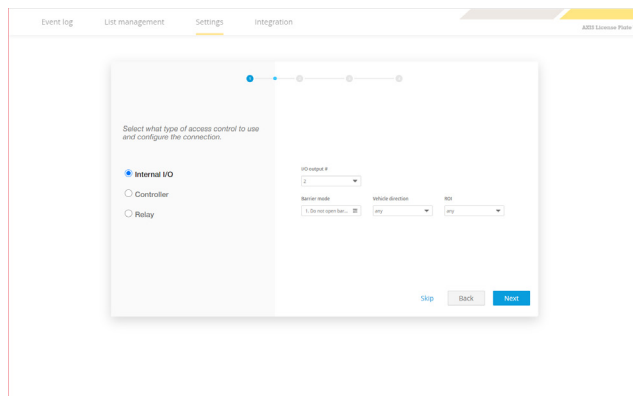 Event log
List management
Settings
Integration
AXIS License Plate
1
Select what type of access control to use
and configure the connection.
Internal I/O
Controller
Relay
I/O output #
2
Barrier mode
Vehicle direction
ROI
1. Do not open bar...
any
any
Skip
Back
Next